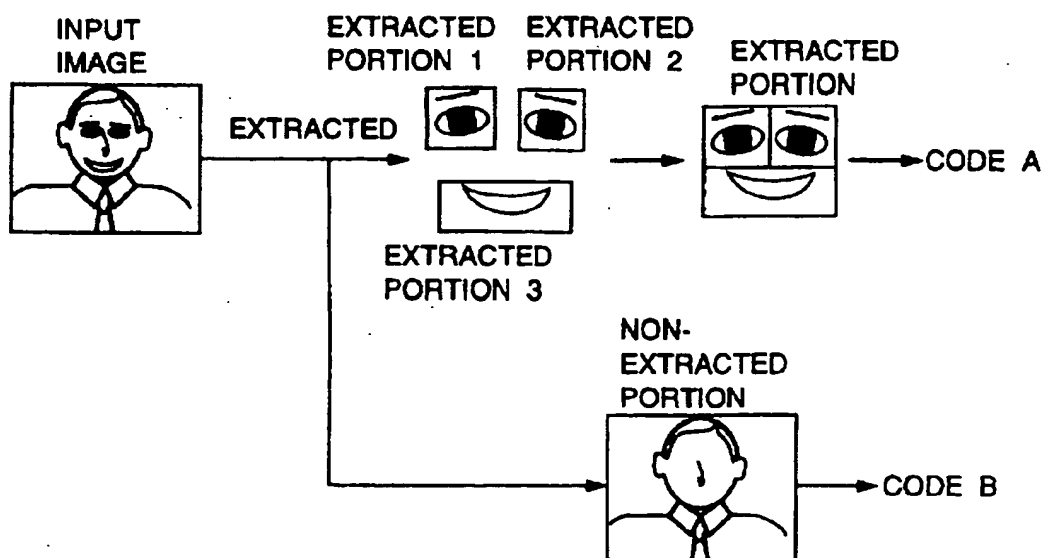 INPUT
IMAGE
EXTRACTED
EXTRACTED
PORTION 1
EXTRACTED
PORTION 2
EXTRACTED
PORTION 3
EXTRACTED
PORTION
CODE A
NON-
EXTRACTED
PORTION
CODE B